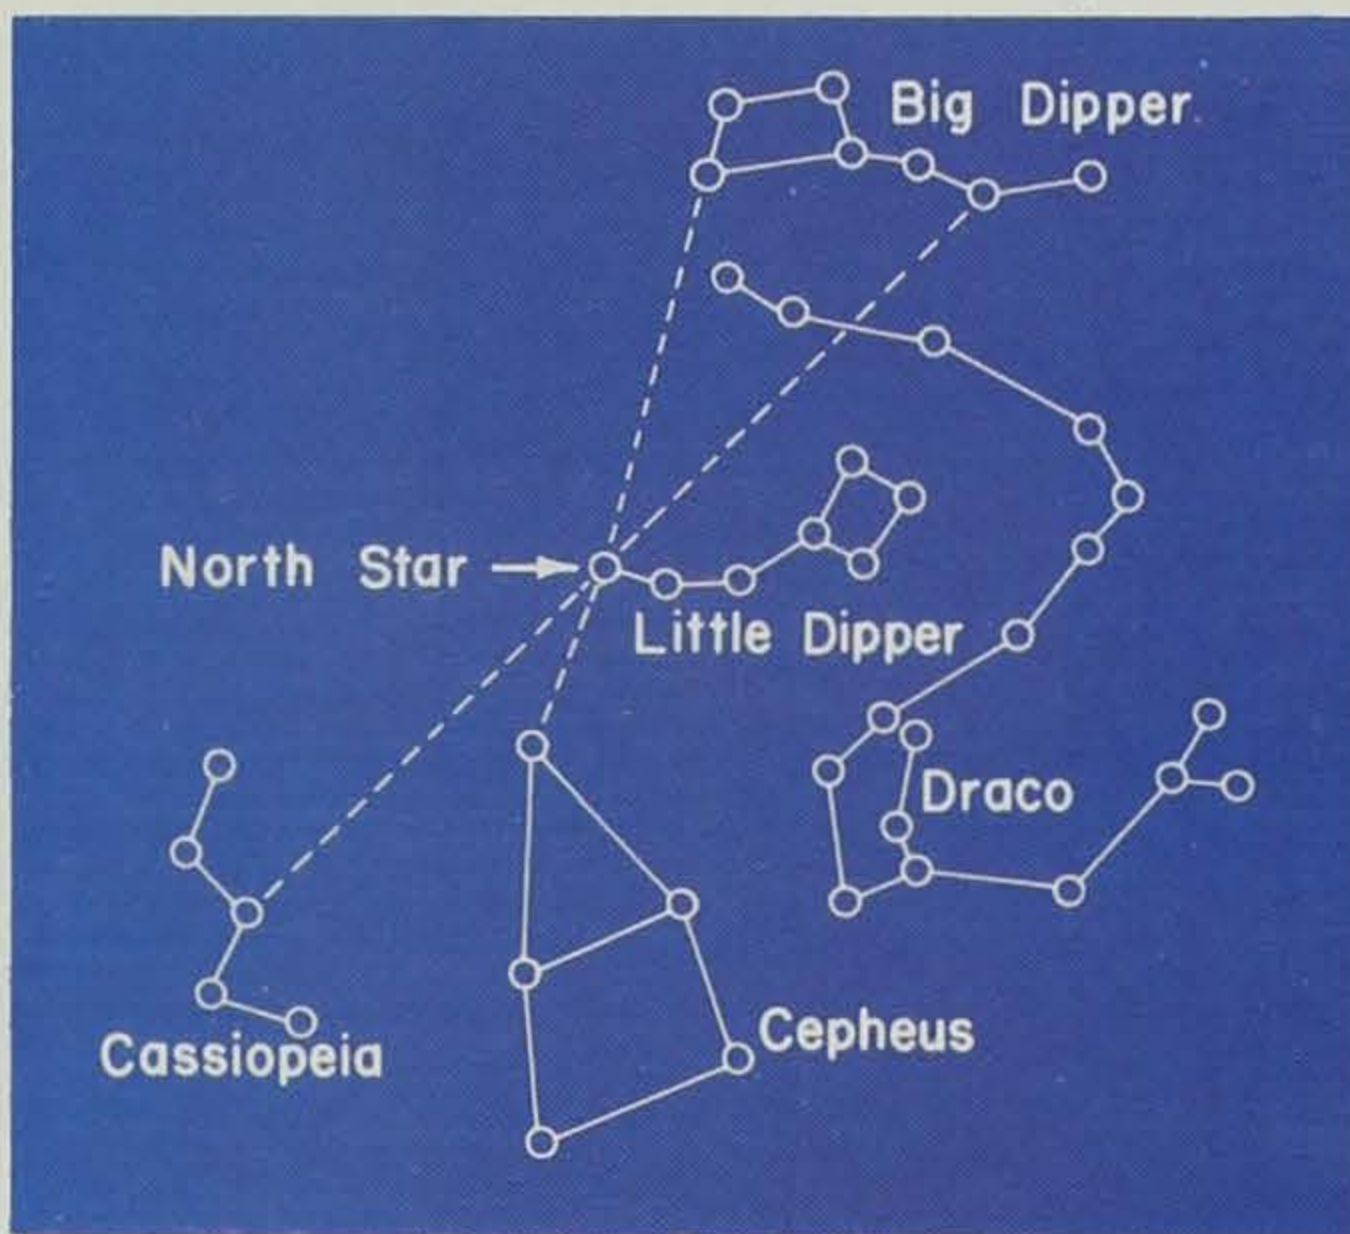 Big Dipper
North Star
Little Dipper
Draco
Cepheus
Cassiopeia